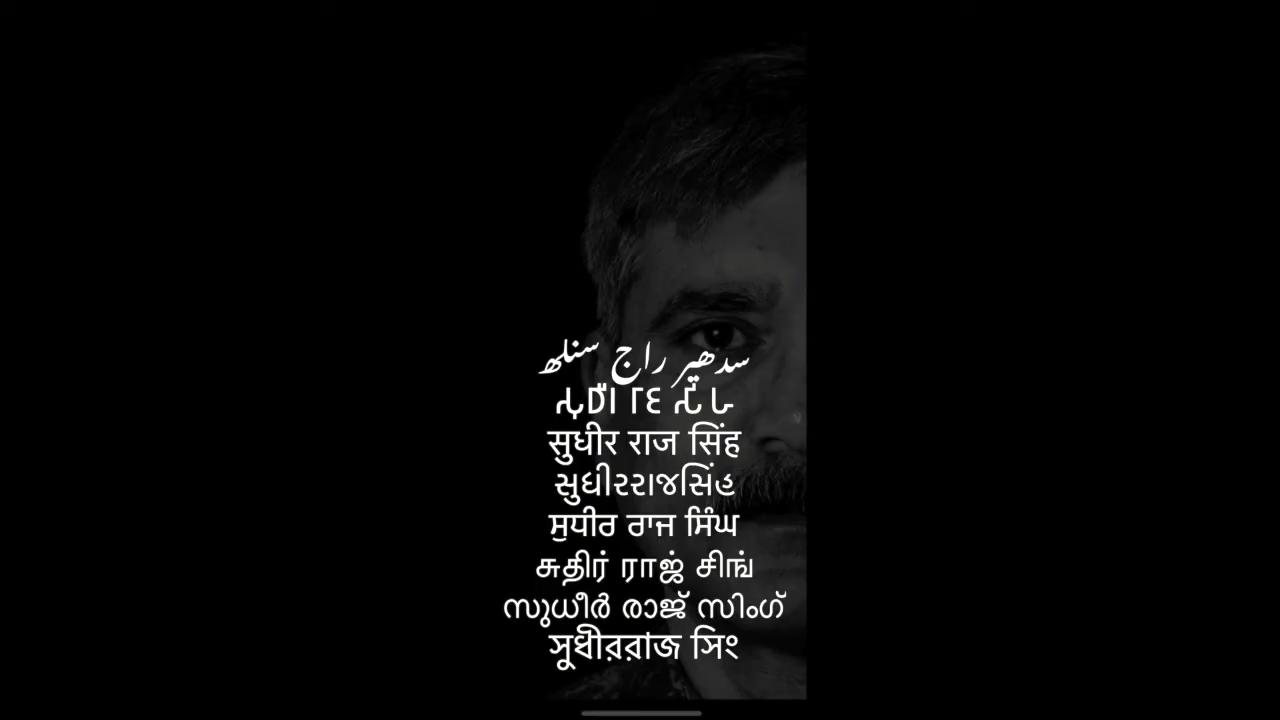 سدھیر راج سنلھ
सुधीर राज सिंह
સુધીરરાજસિંહ
ਸੁਧੀਰ ਰਾਜ ਸਿੰਘ
சுதிர் ராஜ் சிங்
സുധീർ രാജ് സിംഗ്
সুধীররাজ সিং